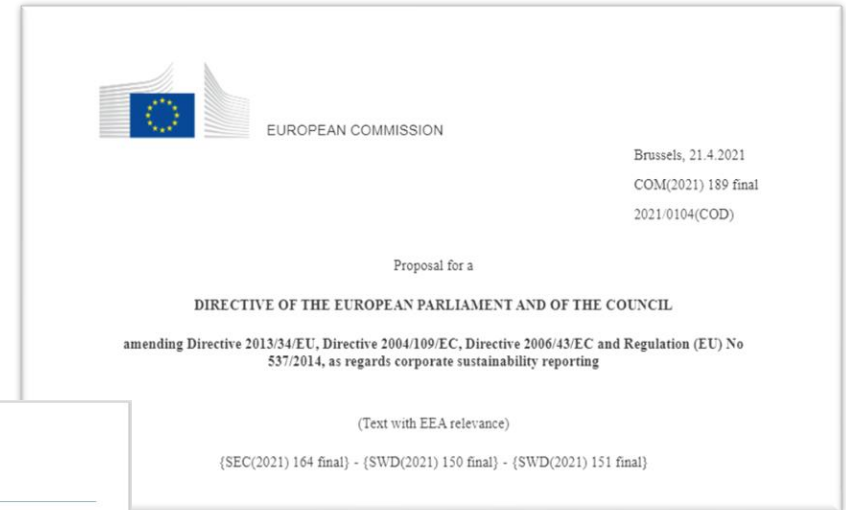 EUROPEAN COMMISSION
Brussels, 21.4.2021
COM(2021) 189 final
2021/0104(COD)
Proposal for a
DIRECTIVE OF THE EUROPEAN PARLIAMENT AND OF THE COUNCIL
amending Directive 2013/34/EU, Directive 2004/109/EC, Directive 2006/43/EC and Regulation (EU) No
537/2014, as regards corporate sustainability reporting
(Text with EEA relevance)
{SEC(2021) 164 final} - {SWD(2021) 150 final} - {SWD(2021) 151 final}